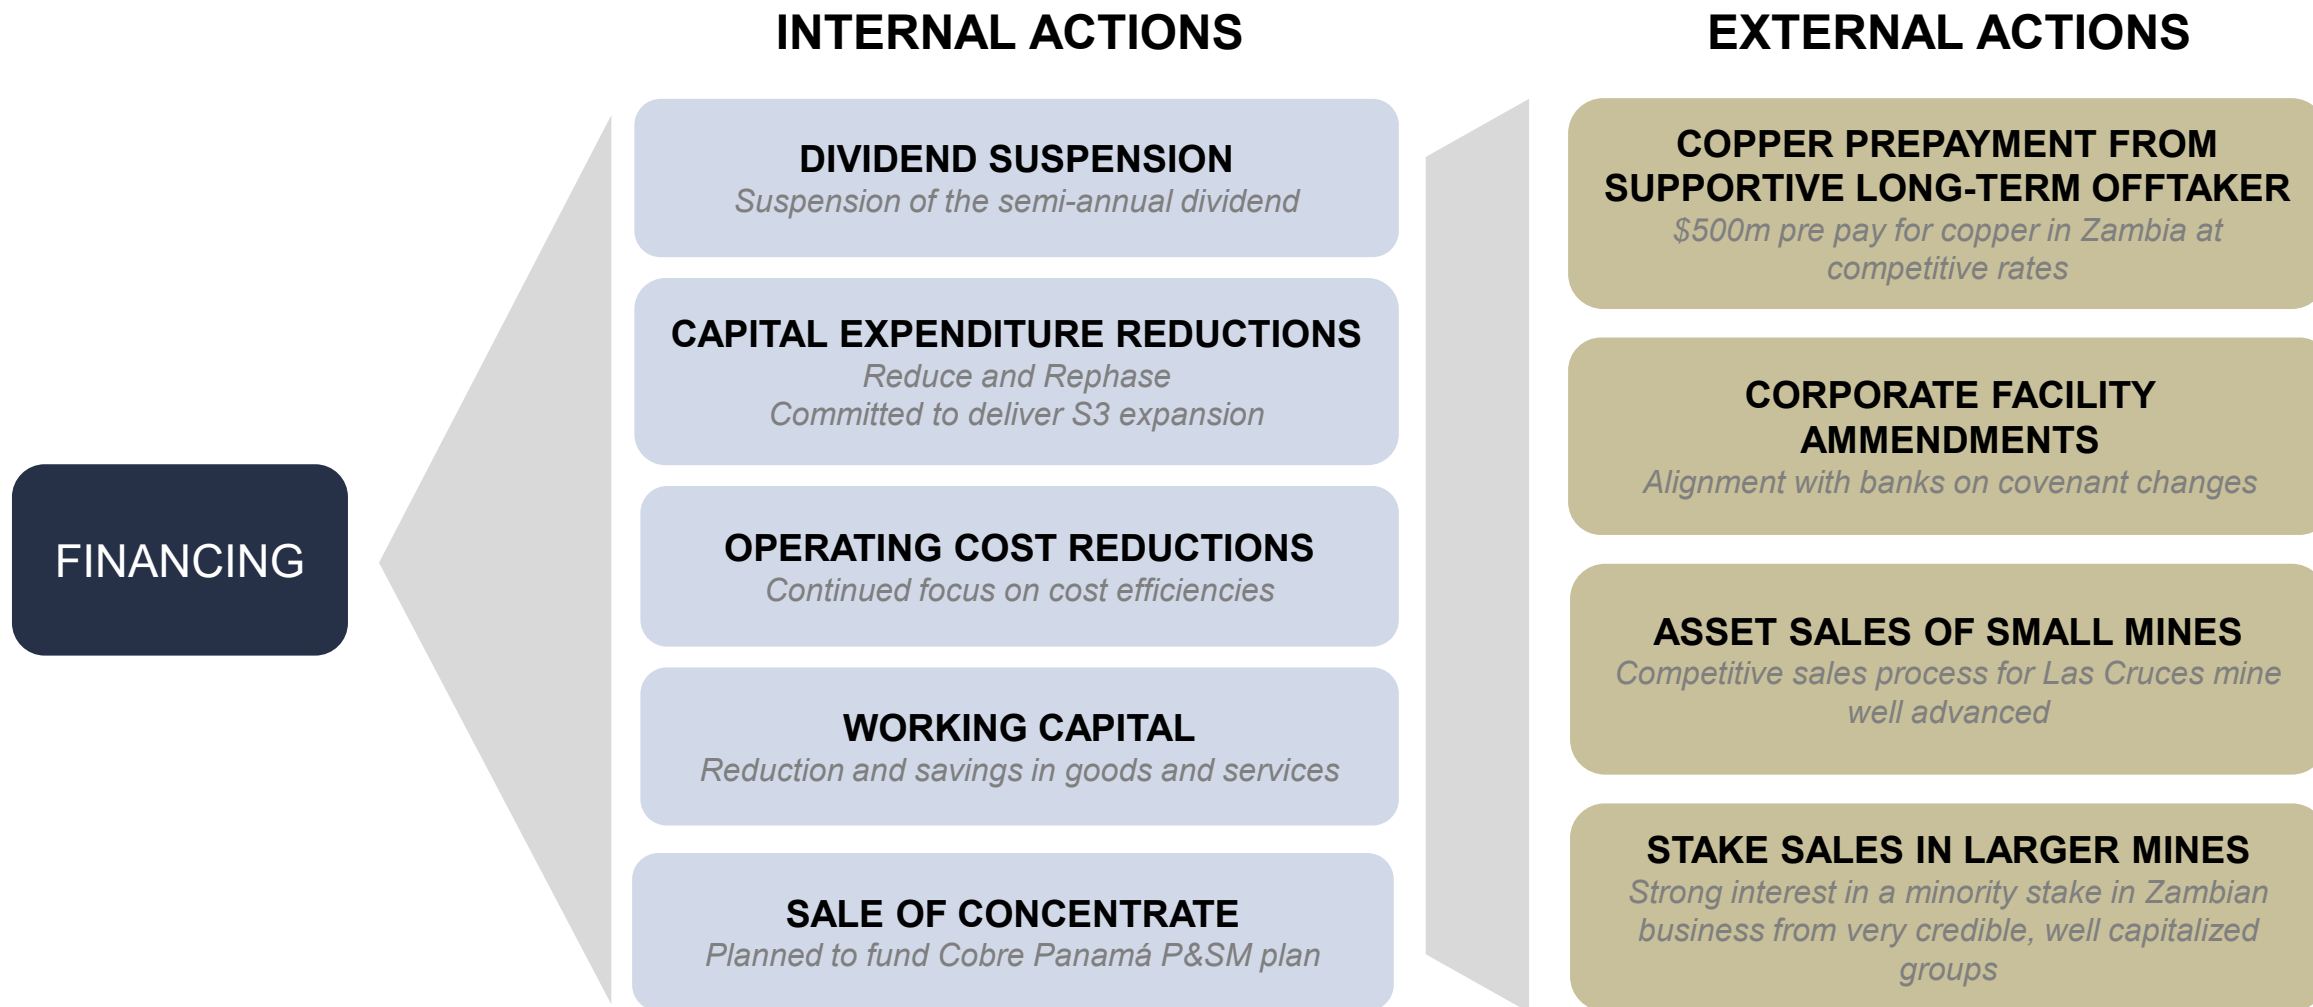 INTERNAL ACTIONS
EXTERNAL ACTIONS
FINANCING
DIVIDEND SUSPENSION
Suspension of the semi-annual dividend
CAPITAL EXPENDITURE REDUCTIONS
Reduce and Rephase
Committed to deliver S3 expansion
OPERATING COST REDUCTIONS
Continued focus on cost efficiencies
WORKING CAPITAL
Reduction and savings in goods and services
SALE OF CONCENTRATE
Planned to fund Cobre Panamá P&SM plan
COPPER PREPAYMENT FROM
SUPPORTIVE LONG-TERM OFFTAKER
$500m pre pay for copper in Zambia at
competitive rates
CORPORATE FACILITY
AMMENDMENTS
Alignment with banks on covenant changes
ASSET SALES OF SMALL MINES
Competitive sales process for Las Cruces mine
well advanced
STAKE SALES IN LARGER MINES
Strong interest in a minority stake in Zambian
business from very credible, well capitalized
groups